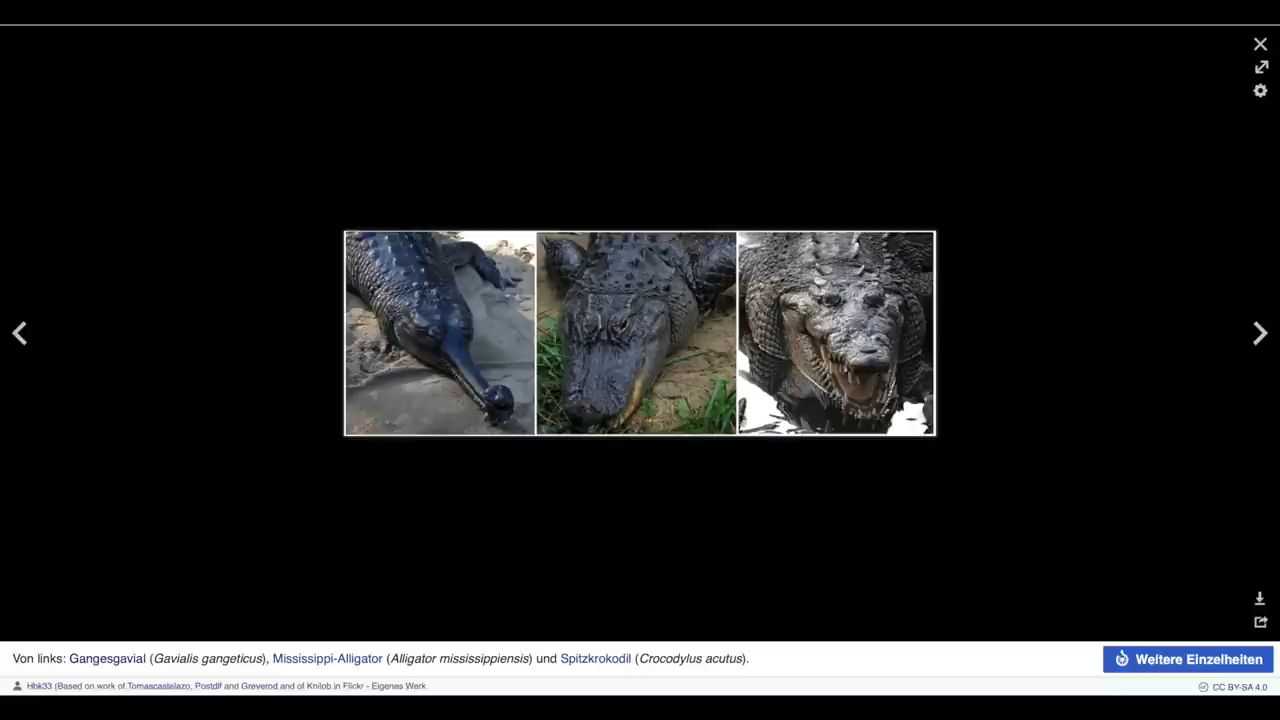 Von links: Gangesgavial (Gavialis gangeticus), Mississippi-Alligator (Alligator mississippiensis) und Spitzkrokodil (Crocodylus acutus).
Weitere Einzelheiten
Hbk33 (Based on work of Tomascastelazo, Postdlf and Greverod and of Knilob in Flickr - Eigenes Werk.
CC BY-SA 4.0